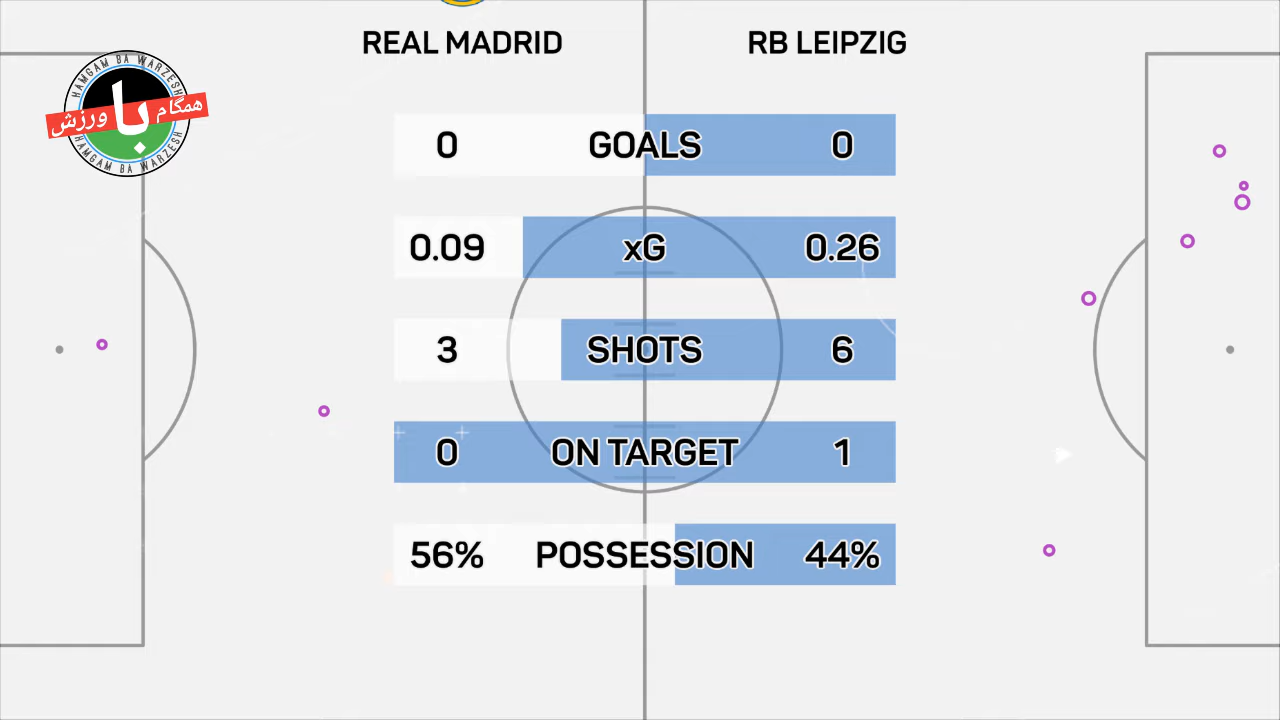 REAL MADRID RB LEIPZIG
HAMGAM BA WARZESH
همگام با ورزش
HAMGAM BA WARZESH
0 GOALS 0
0.09 xG 0.26
3 SHOTS 6
0 ON TARGET 1
56% POSSESSION 44%